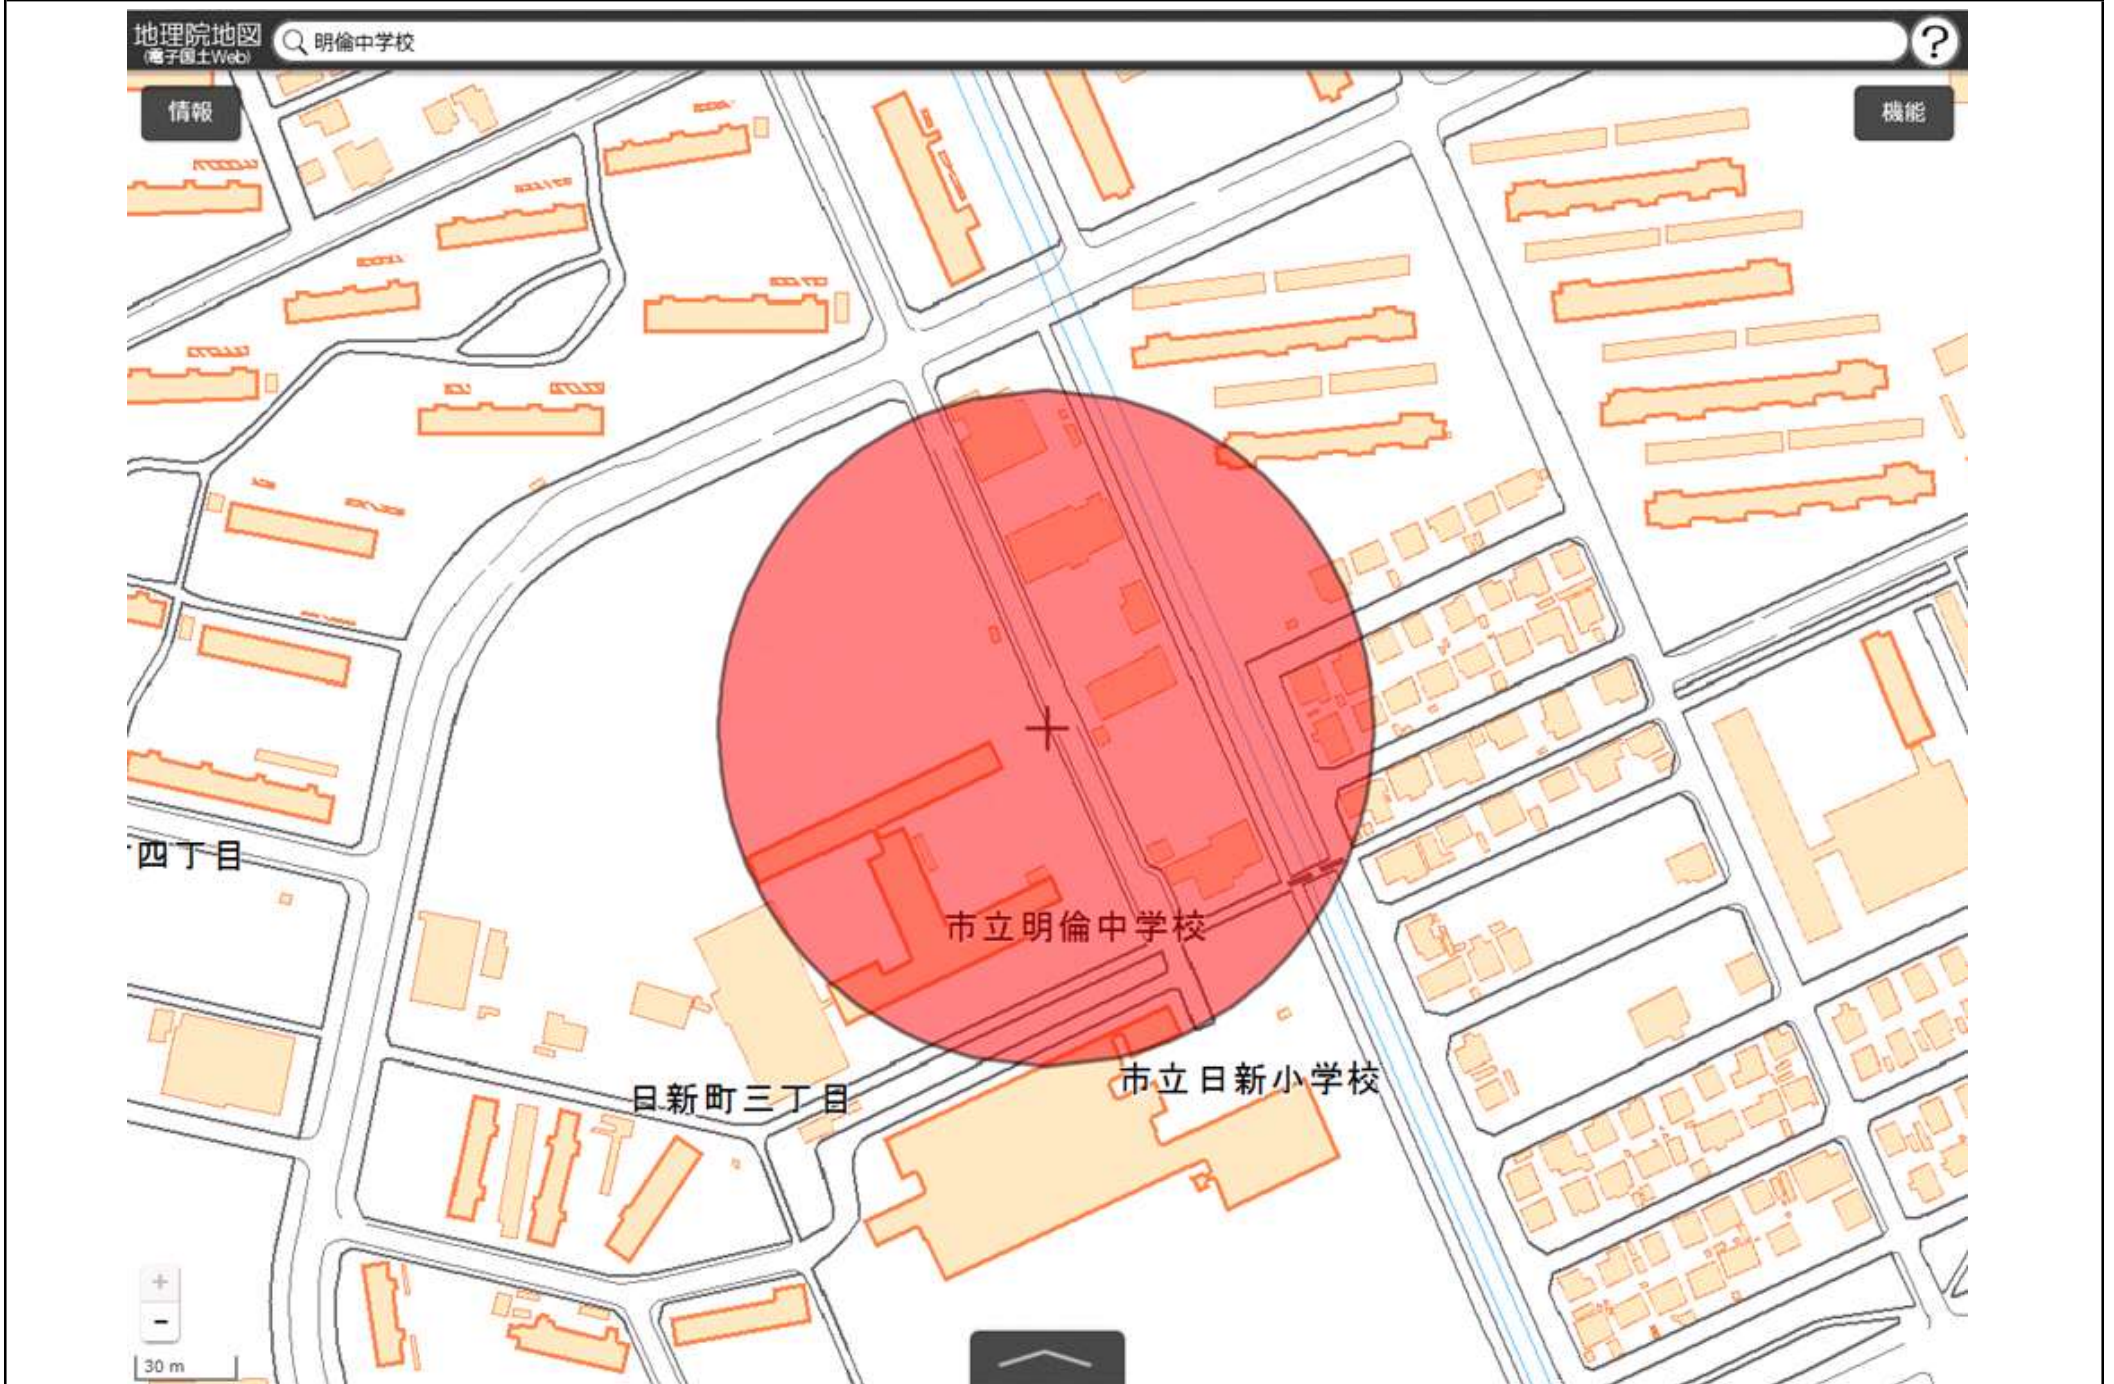 地理院地図
(電子国土Web)
明倫中学校
?
情報
機能
四丁目
市立明倫中学校
市立日新小学校
日新町三丁目
+
-
30 m